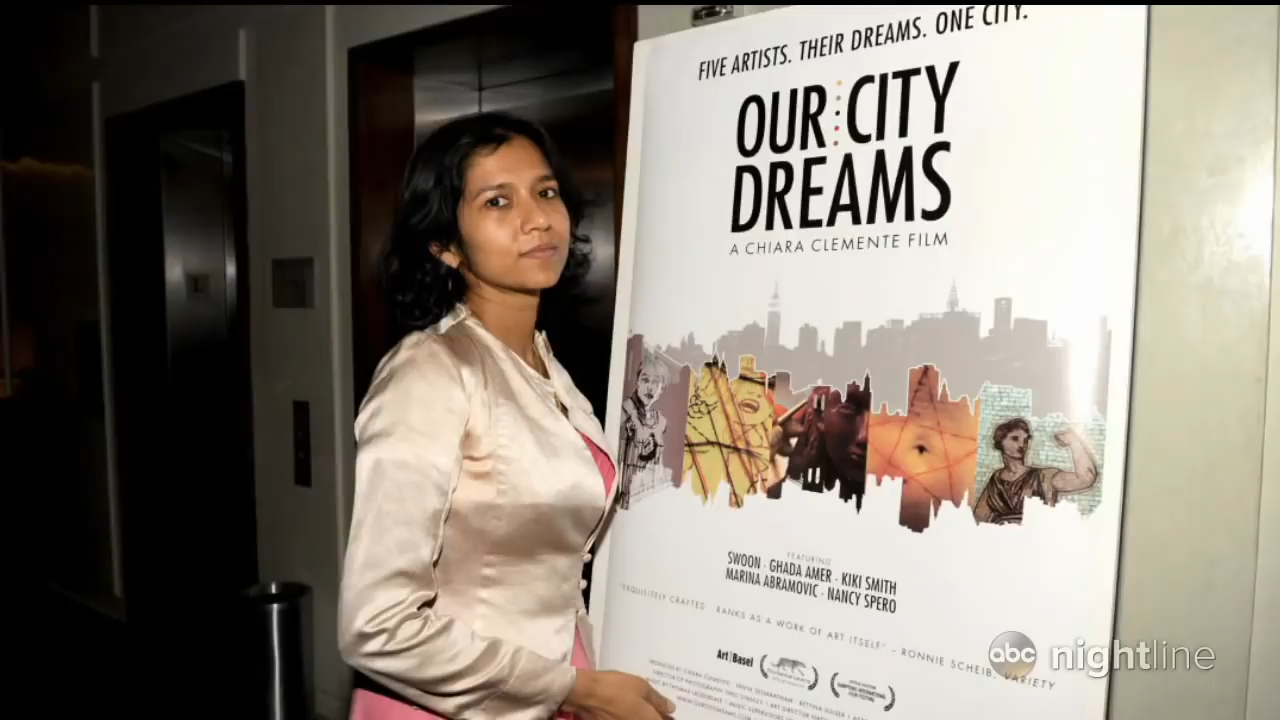 FIVE ARTISTS. THEIR DREAMS. ONE CITY.
OUR CITY
DREAMS
A CHIARA CLEMENTE FILM
FEATURING
SWOON · GHADA AMER · KIKI SMITH
MARINA ABRAMOVIC · NANCY SPERO
"EXQUISITELY CRAFTED. RANKS AS A WORK OF ART ITSELF" – RONNIE SCHEIB, VARIETY
Art|Basel
abc nightline